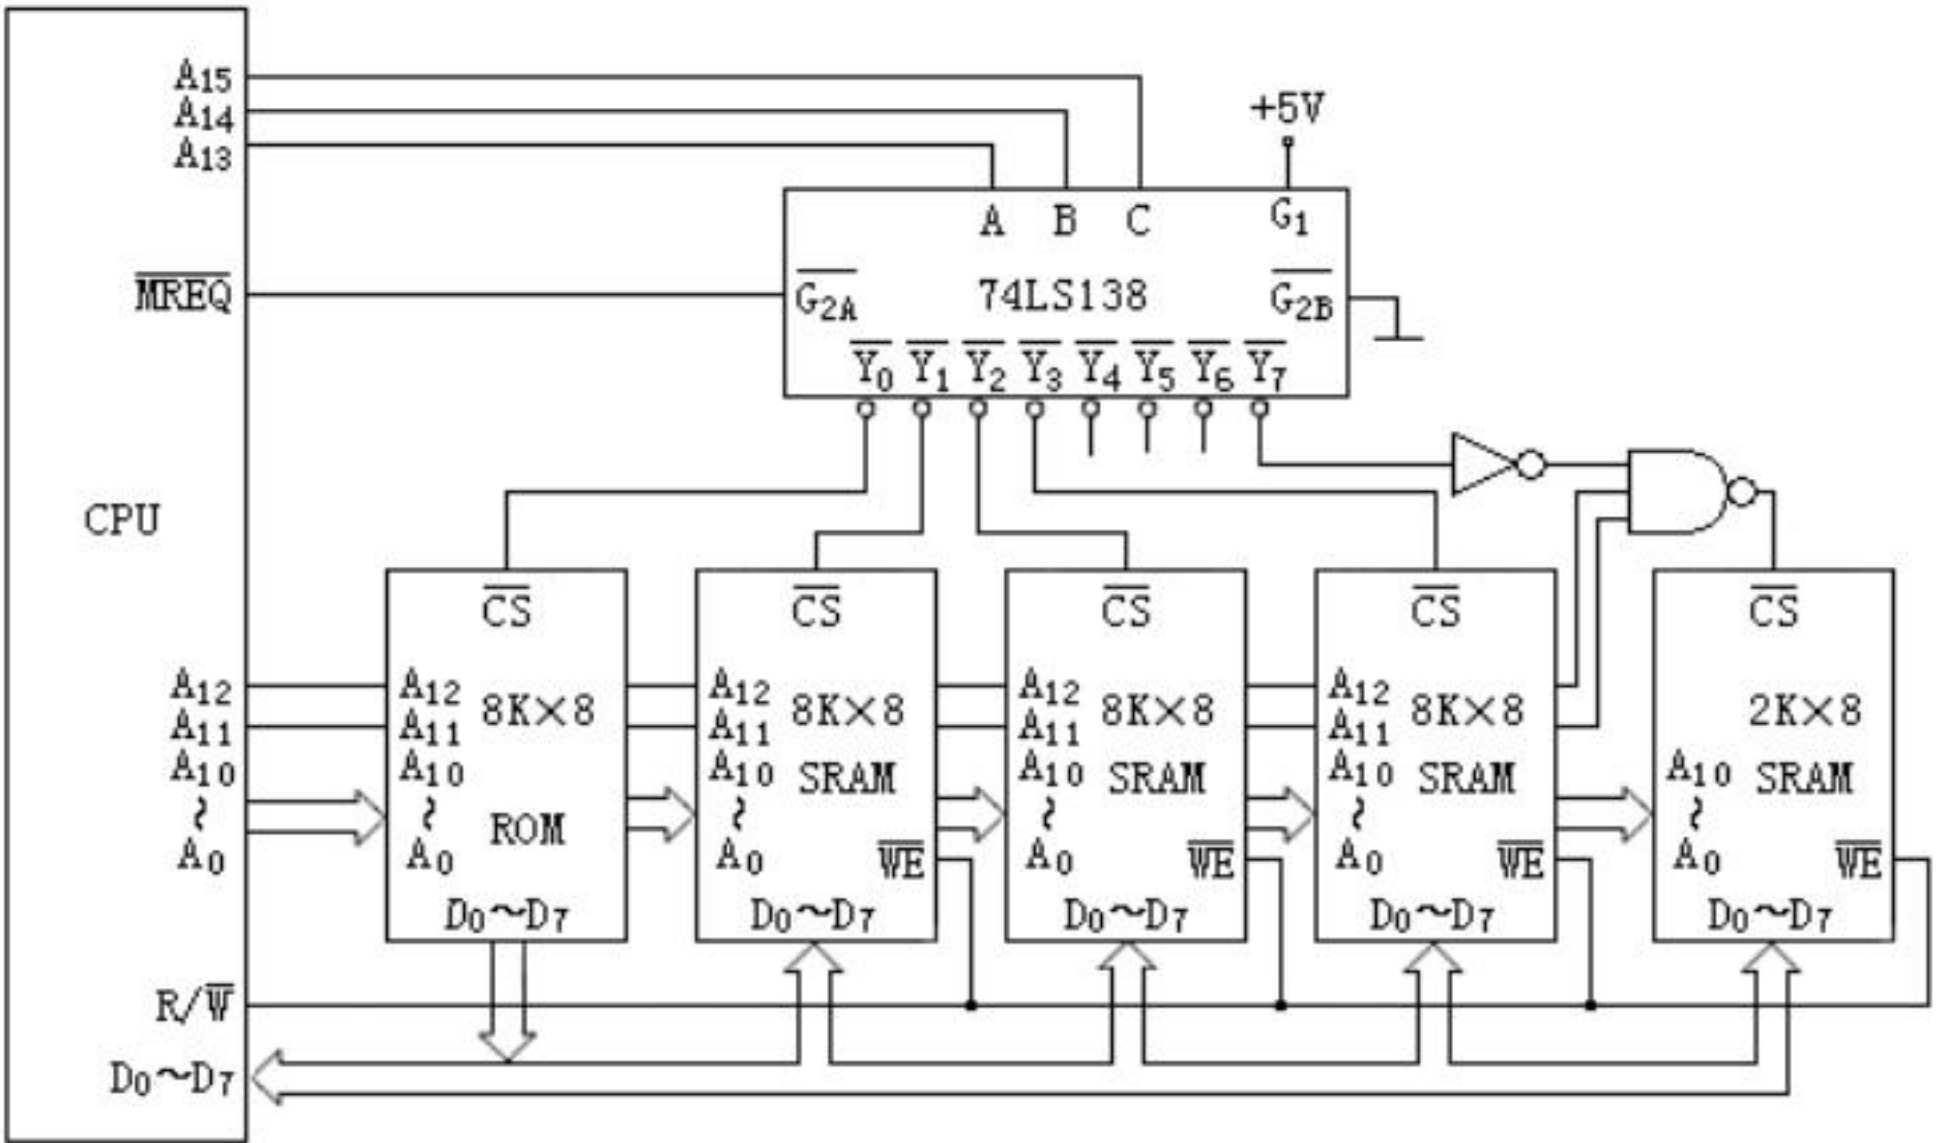 A15
A14
A13
+5V
A B C G1
MREQ
G2A 74LS138 G2B
Y0 Y1 Y2 Y3 Y4 Y5 Y6 Y7
CPU
CS CS CS CS CS
A12 A12 8K×8 A12 8K×8 A12 8K×8 A12 8K×8 2K×8
A11 A11 A11 A11 A11
A10 A10 A10 SRAM A10 SRAM A10 SRAM A10 SRAM
~ ~ ROM ~ ~ ~ ~
A0 A0 A0 WE A0 WE A0 WE A0 WE
D0~D7 D0~D7 D0~D7 D0~D7 D0~D7
R/W
D0~D7